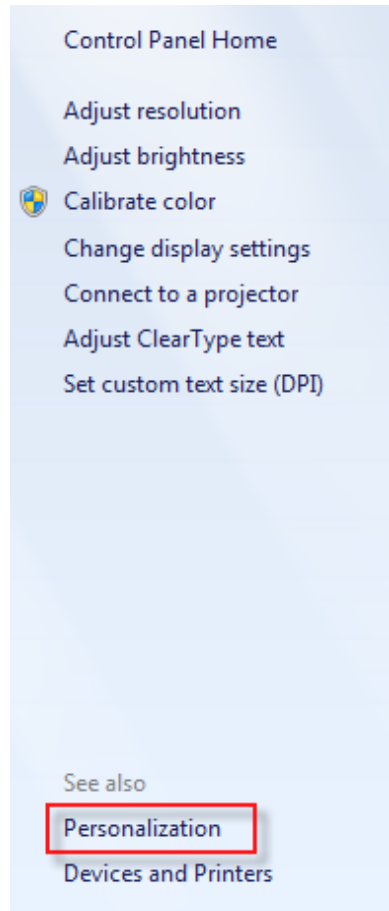 Control Panel Home
Adjust resolution
Adjust brightness
Calibrate color
Change display settings
Connect to a projector
Adjust ClearType text
Set custom text size (DPI)
See also
Personalization
Devices and Printers